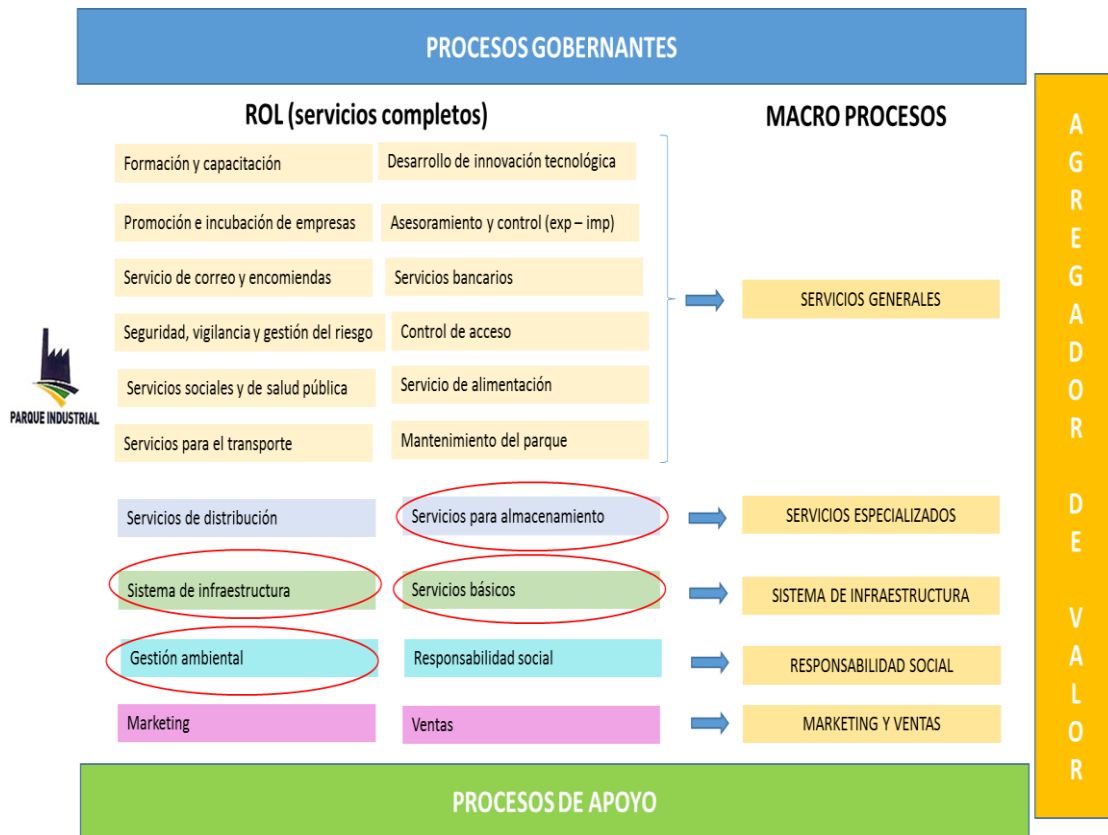 PROCESOS GOBERNANTES
ROL (servicios completos)
MACRO PROCESOS
Formación y capacitación
Desarrollo de innovación tecnológica
Promoción e incubación de empresas
Asesoramiento y control (exp – imp)
Servicio de correo y encomiendas
Servicios bancarios
SERVICIOS GENERALES
Seguridad, vigilancia y gestión del riesgo
Control de acceso
Servicios sociales y de salud pública
Servicio de alimentación
PARQUE INDUSTRIAL
Servicios para el transporte
Mantenimiento del parque
Servicios de distribución
Servicios para almacenamiento
SERVICIOS ESPECIALIZADOS
Sistema de infraestructura
Servicios básicos
SISTEMA DE INFRAESTRUCTURA
Gestión ambiental
Responsabilidad social
RESPONSABILIDAD SOCIAL
Marketing
Ventas
MARKETING Y VENTAS
PROCESOS DE APOYO
AGREGADOR DE VALOR